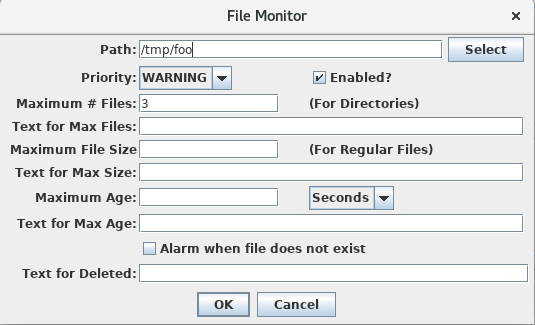 File Monitor
Path: /tmp/foo Select
Priority: WARNING Enabled?
Maximum # Files: 3 (For Directories)
Text for Max Files:
Maximum File Size (For Regular Files)
Text for Max Size:
Maximum Age: Seconds
Text for Max Age:
Alarm when file does not exist
Text for Deleted:
OK Cancel